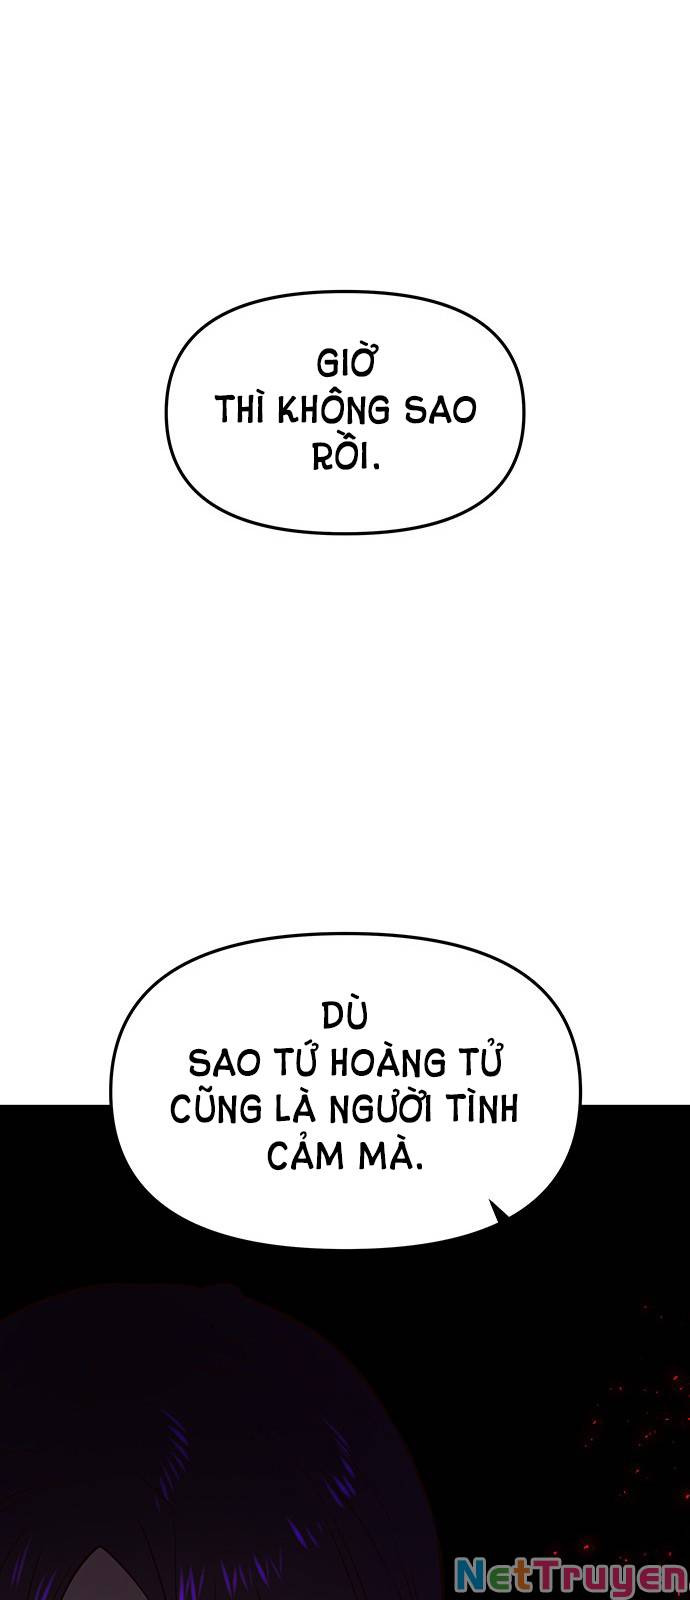 GIỜ
THÌ KHÔNG SAO
RỒI.
DÙ
SAO TỨ HOÀNG TỬ
CŨNG LÀ NGƯỜI TÌNH
CẢM MÀ.
NetTruyen